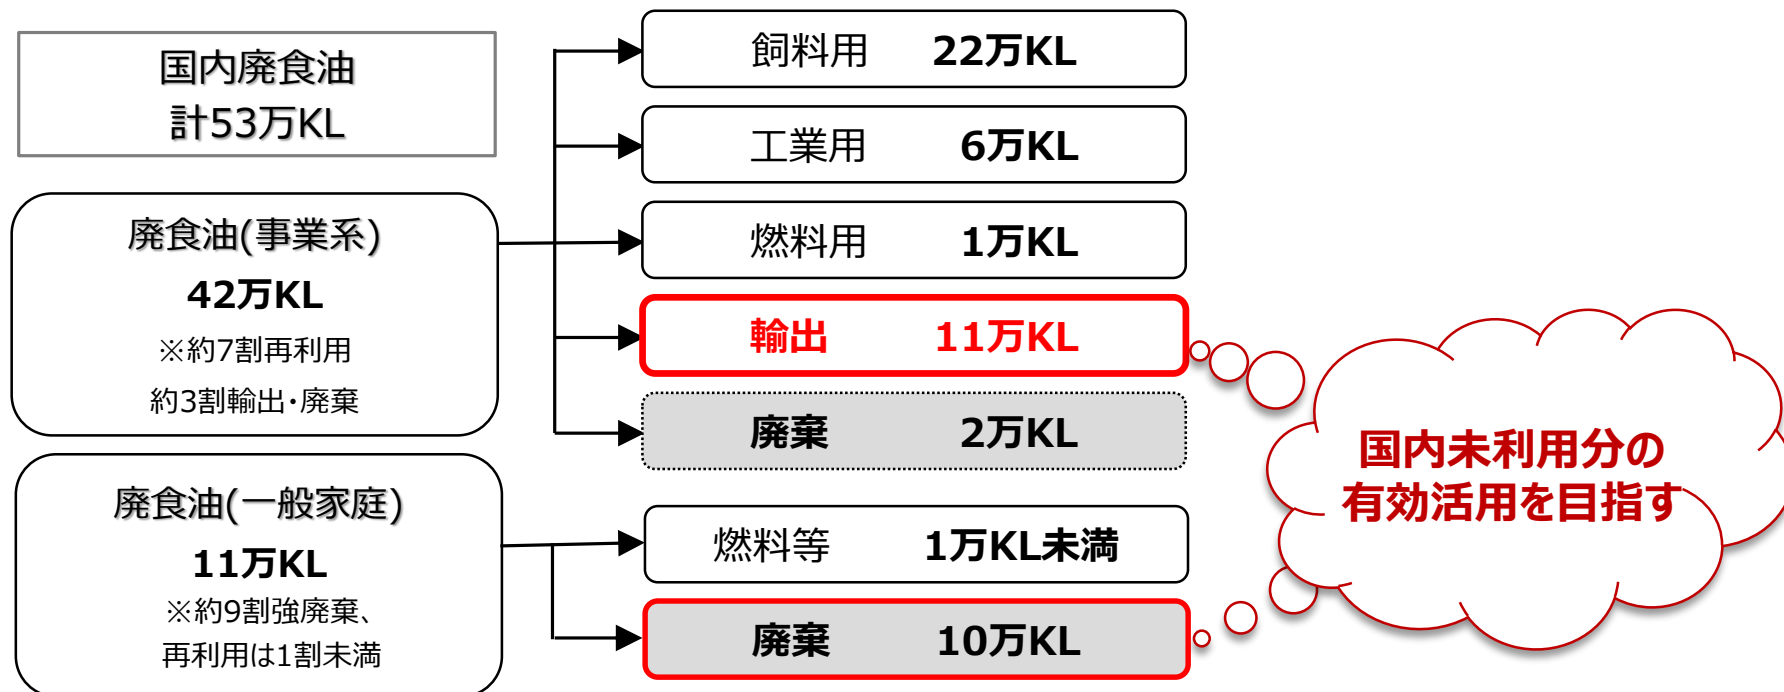 国内廃食油
計53万KL
廃食油(事業系)
42万KL
※約7割再利用
約3割輸出・廃棄
飼料用 22万KL
工業用 6万KL
燃料用 1万KL
輸出 11万KL
廃棄 2万KL
廃食油(一般家庭)
11万KL
※約9割強廃棄、
再利用は1割未満
燃料等 1万KL未満
廃棄 10万KL
国内未利用分の
有効活用を目指す